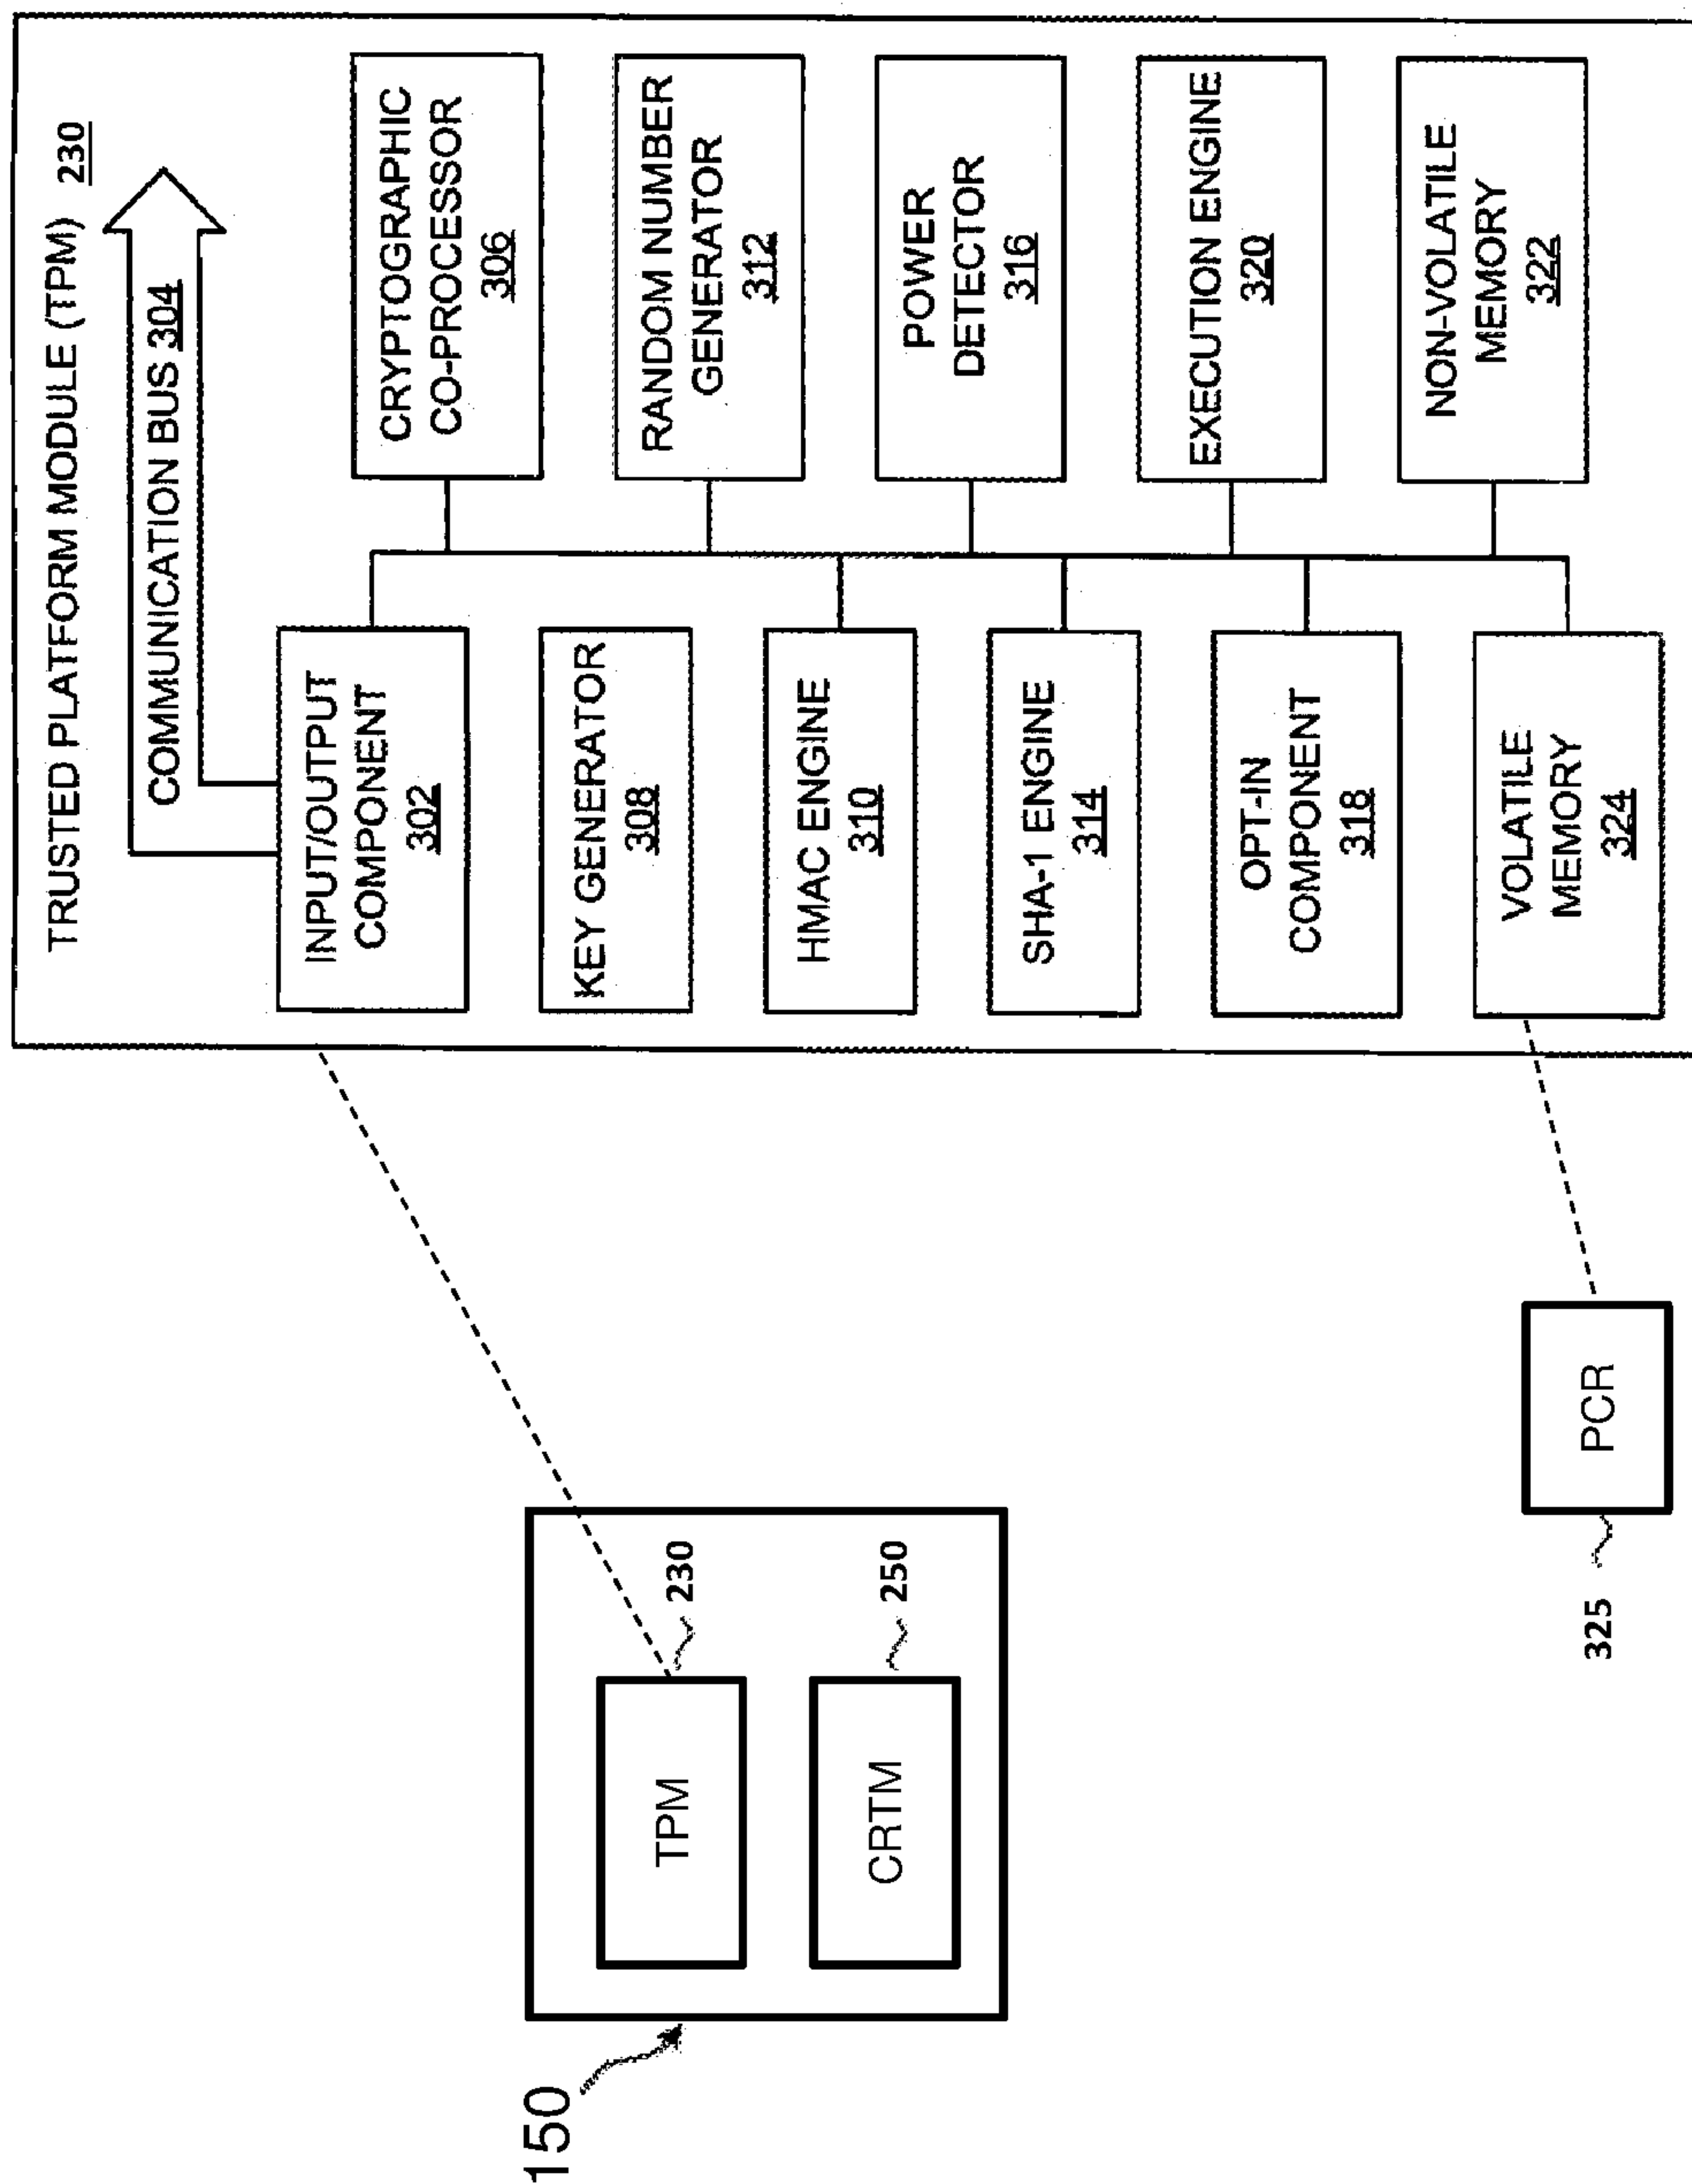 TRUSTED PLATFORM MODULE (TPM) 230
COMMUNICATION BUS 304
INPUT/OUTPUT
COMPONENT
302
CRYPTOGRAPHIC
CO-PROCESSOR
306
KEY GENERATOR
308
RANDOM NUMBER
GENERATOR
312
HMAC ENGINE
310
POWER
DETECTOR
316
SHA-1 ENGINE
314
EXECUTION ENGINE
320
OPT-IN
COMPONENT
318
NON-VOLATILE
MEMORY
322
VOLATILE
MEMORY
324
150
TPM
230
CRTM
250
PCR
325